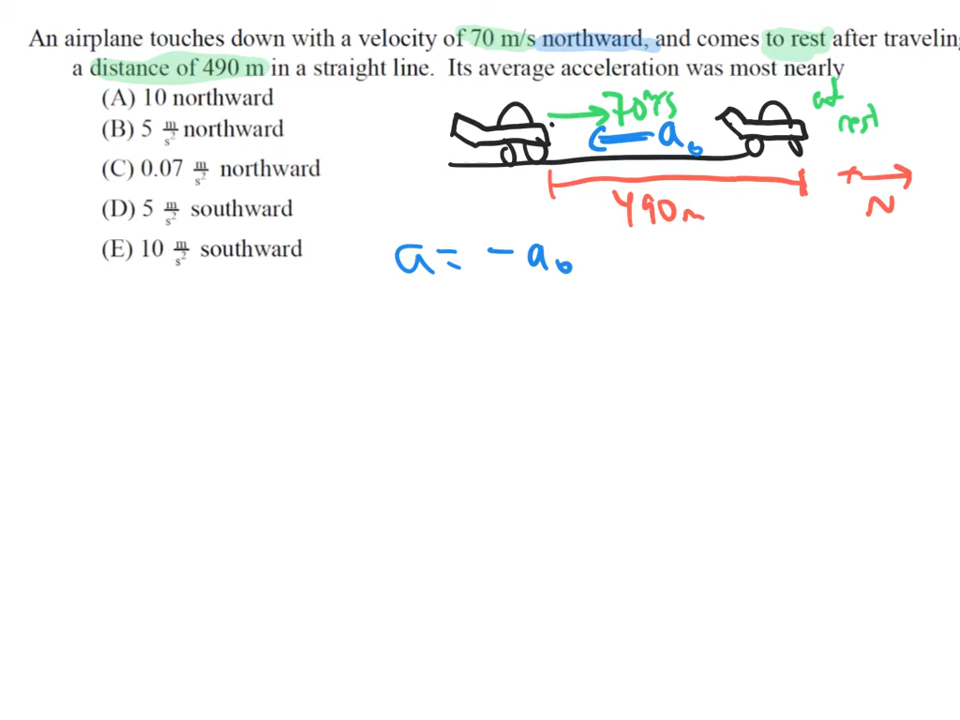 An airplane touches down with a velocity of 70 m/s northward, and comes to rest after traveling
a distance of 490 m in a straight line. Its average acceleration was most nearly
(A) 10 northward
(B) 5 m/s² northward
(C) 0.07 m/s² northward
(D) 5 m/s² southward
(E) 10 m/s² southward
70 m/s
a₀
at rest
490 m
+
N
a = - a₀